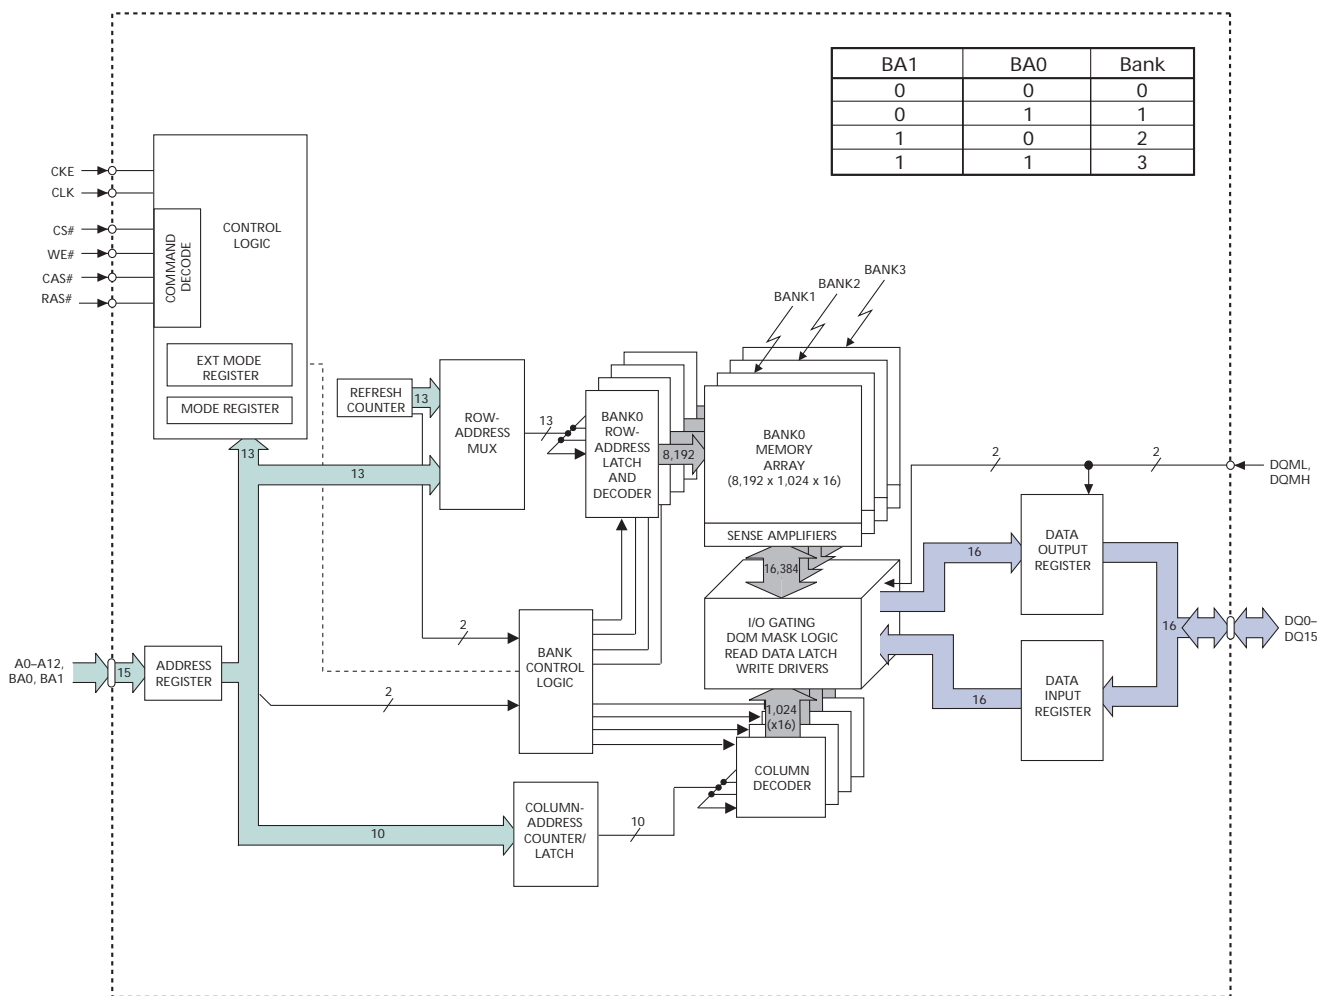 BA1 BA0 Bank
0 0 0
0 1 1
1 0 2
1 1 3
CKE
CLK
CS#
WE#
CAS#
RAS#
CONTROL
LOGIC
COMMAND
DECODE
EXT MODE
REGISTER
MODE REGISTER
BANK1
BANK2
BANK3
REFRESH
COUNTER
13
ROW-
ADDRESS
MUX
13
BANK0
ROW-
ADDRESS
LATCH
AND
DECODER
8,192
BANK0
MEMORY
ARRAY
(8,192 x 1,024 x 16)
SENSE AMPLIFIERS
13
13
2
2
DQML,
DQMH
16,384
I/O GATING
DQM MASK LOGIC
READ DATA LATCH
WRITE DRIVERS
16
DATA
OUTPUT
REGISTER
16
DQ0–
DQ15
16
DATA
INPUT
REGISTER
A0–A12,
BA0, BA1
15
ADDRESS
REGISTER
2
2
BANK
CONTROL
LOGIC
1,024
(x16)
COLUMN
DECODER
10
COLUMN-
ADDRESS
COUNTER/
LATCH
10